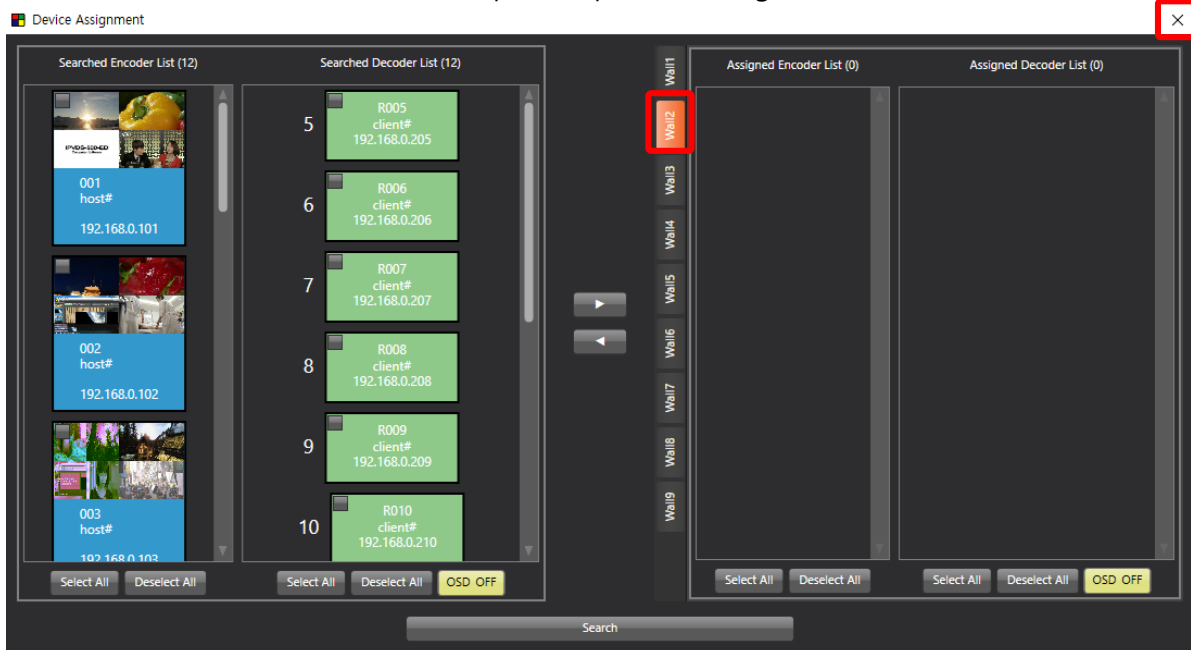 Device Assignment
Searched Encoder List (12)
Searched Decoder List (12)
001
host#
192.168.0.101
002
host#
192.168.0.102
003
host#
192.168.0.103
5
R005
client#
192.168.0.205
6
R006
client#
192.168.0.206
7
R007
client#
192.168.0.207
8
R008
client#
192.168.0.208
9
R009
client#
192.168.0.209
10
R010
client#
192.168.0.210
Select All
Deselect All
Select All
Deselect All
OSD OFF
Wall1
Wall2
Wall3
Wall4
Wall5
Wall6
Wall7
Wall8
Wall9
Assigned Encoder List (0)
Assigned Decoder List (0)
Select All
Deselect All
Select All
Deselect All
OSD OFF
Search